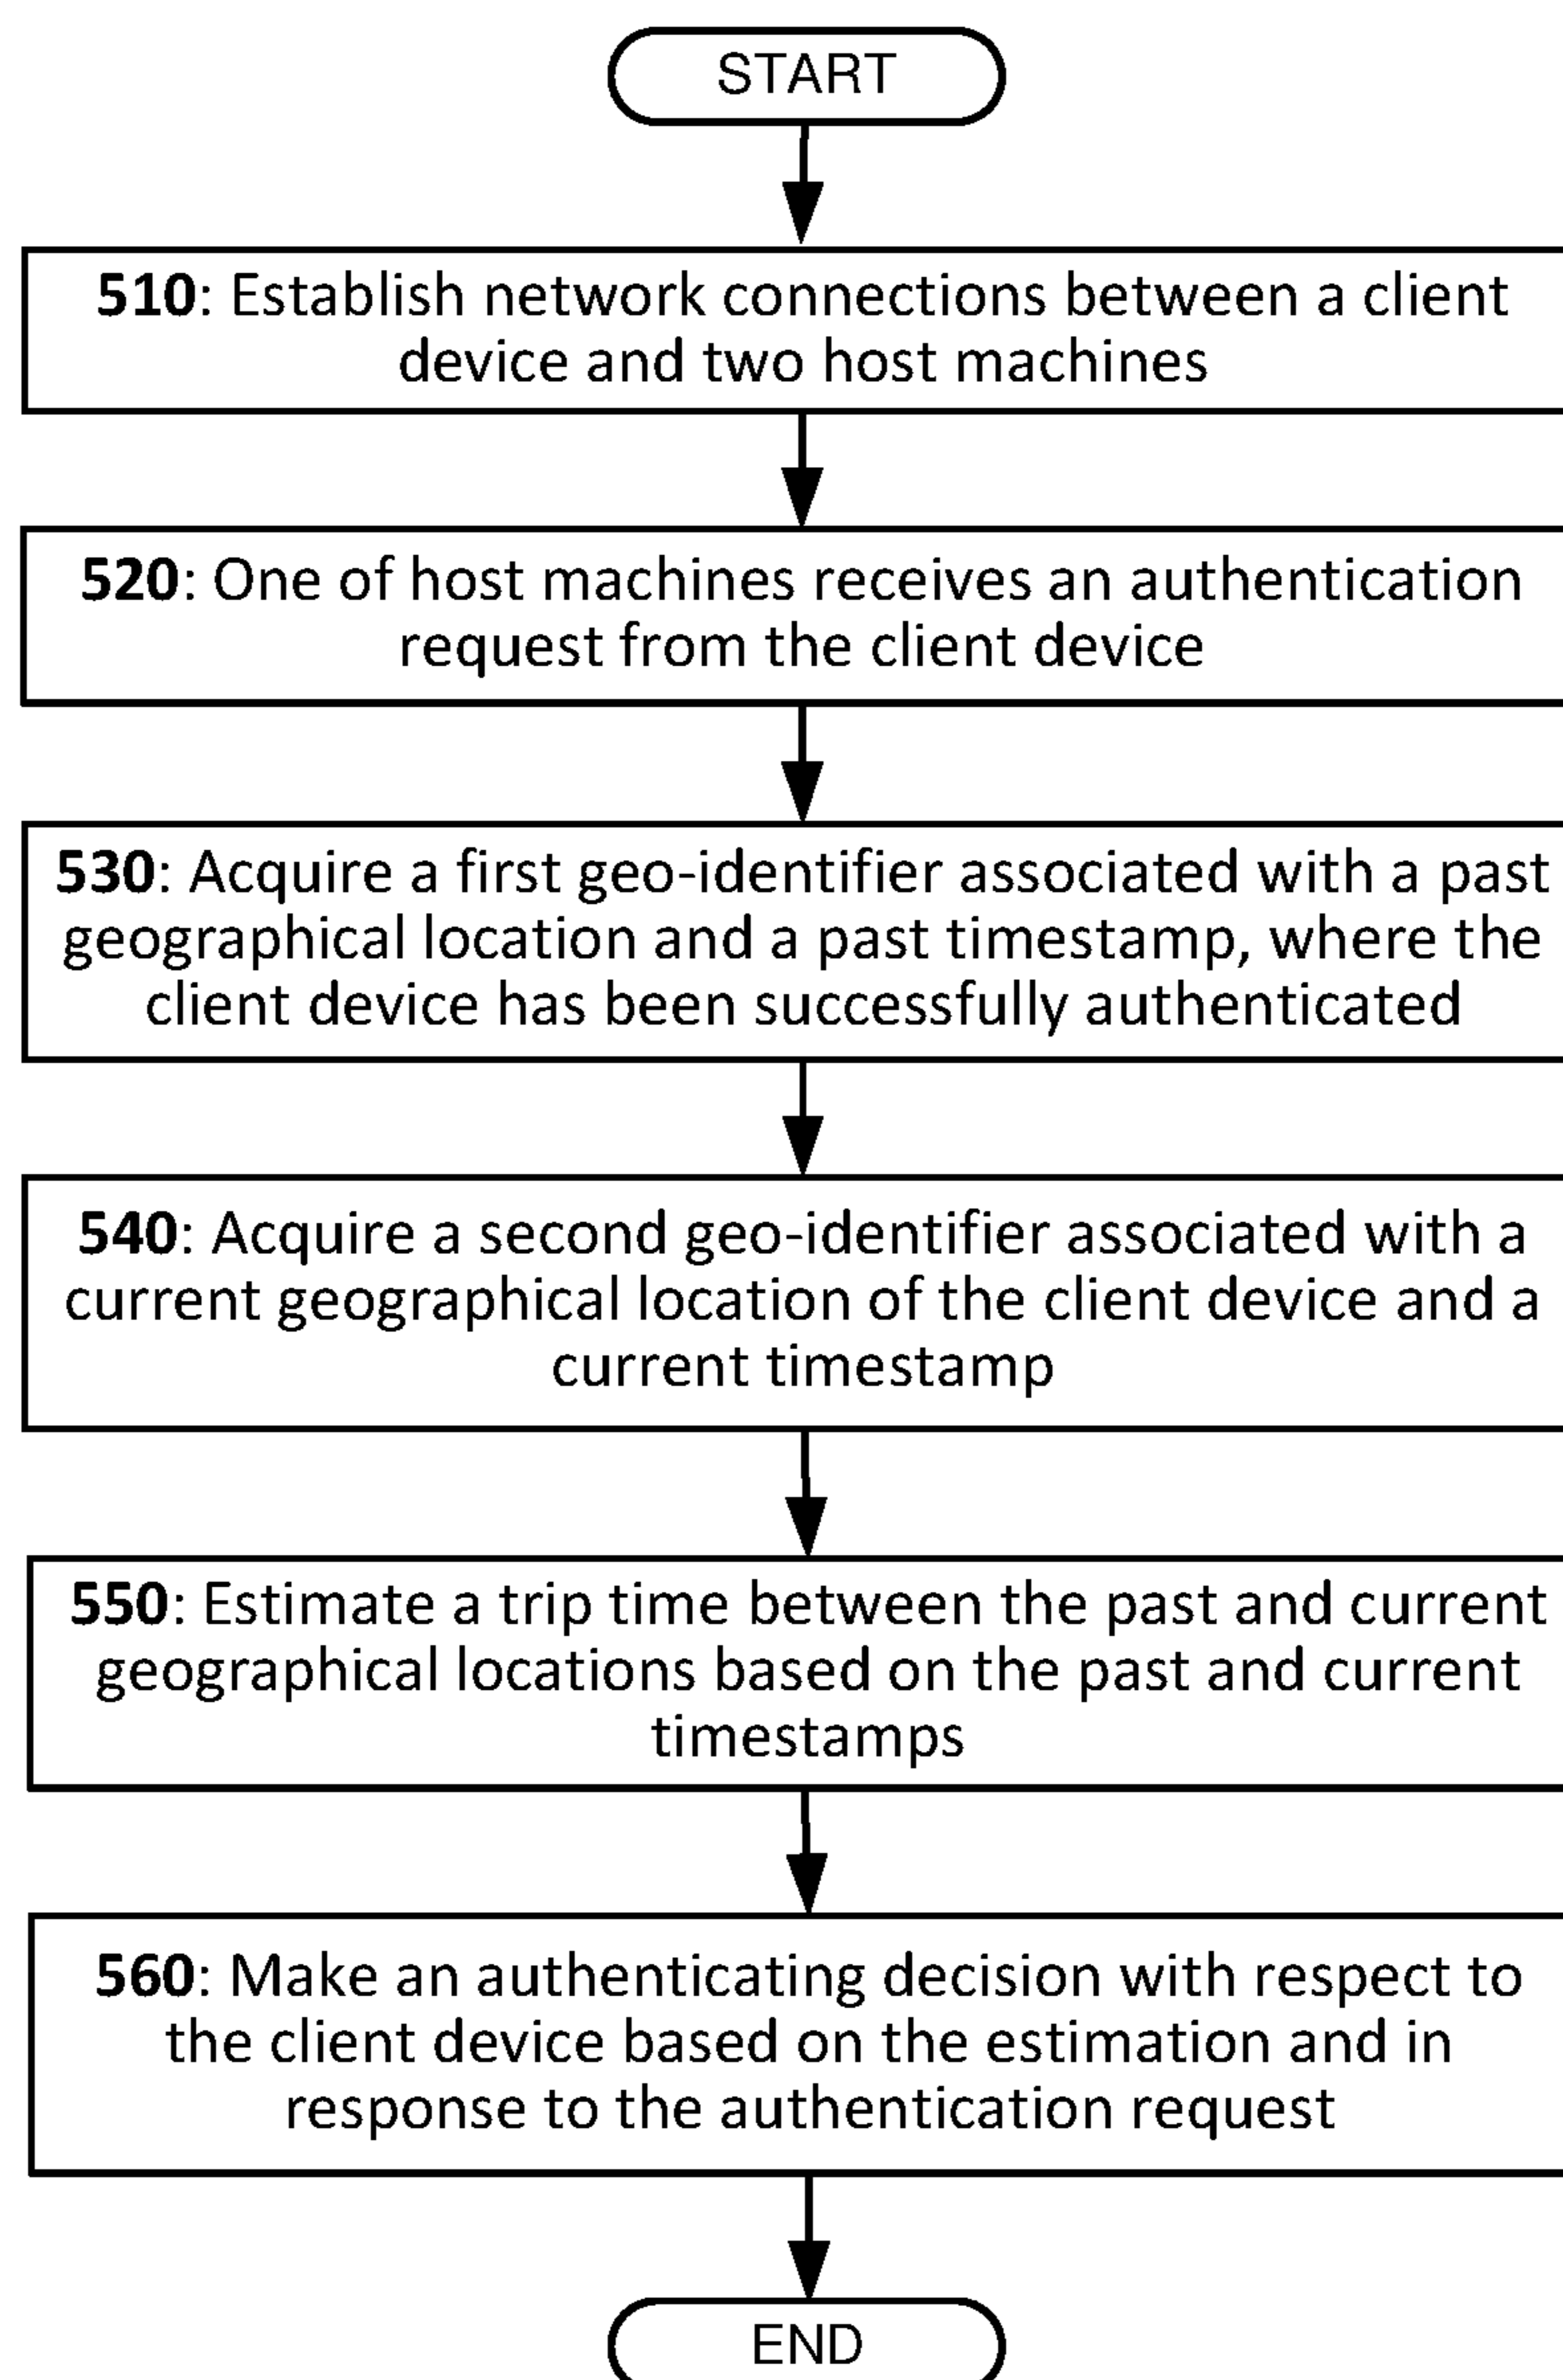 START
510: Establish network connections between a client
device and two host machines
520: One of host machines receives an authentication
request from the client device
530: Acquire a first geo-identifier associated with a past
geographical location and a past timestamp, where the
client device has been successfully authenticated
540: Acquire a second geo-identifier associated with a
current geographical location of the client device and a
current timestamp
550: Estimate a trip time between the past and current
geographical locations based on the past and current
timestamps
560: Make an authenticating decision with respect to
the client device based on the estimation and in
response to the authentication request
END